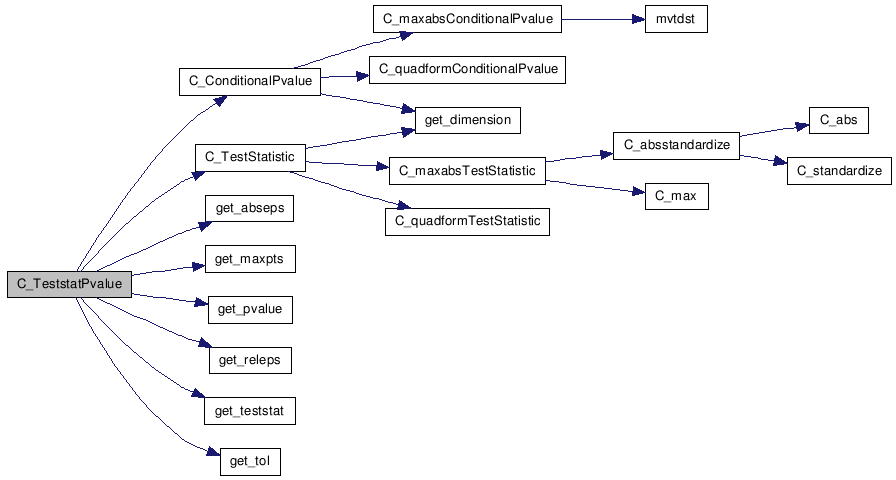 C_maxabsConditionalPvalue
mvtdst
C_quadformConditionalPvalue
C_ConditionalPvalue
get_dimension
C_abs
C_absstandardize
C_TestStatistic
C_maxabsTestStatistic
C_standardize
C_max
get_abseps
C_quadformTestStatistic
get_maxpts
C_TeststatPvalue
get_pvalue
get_releps
get_teststat
get_tol